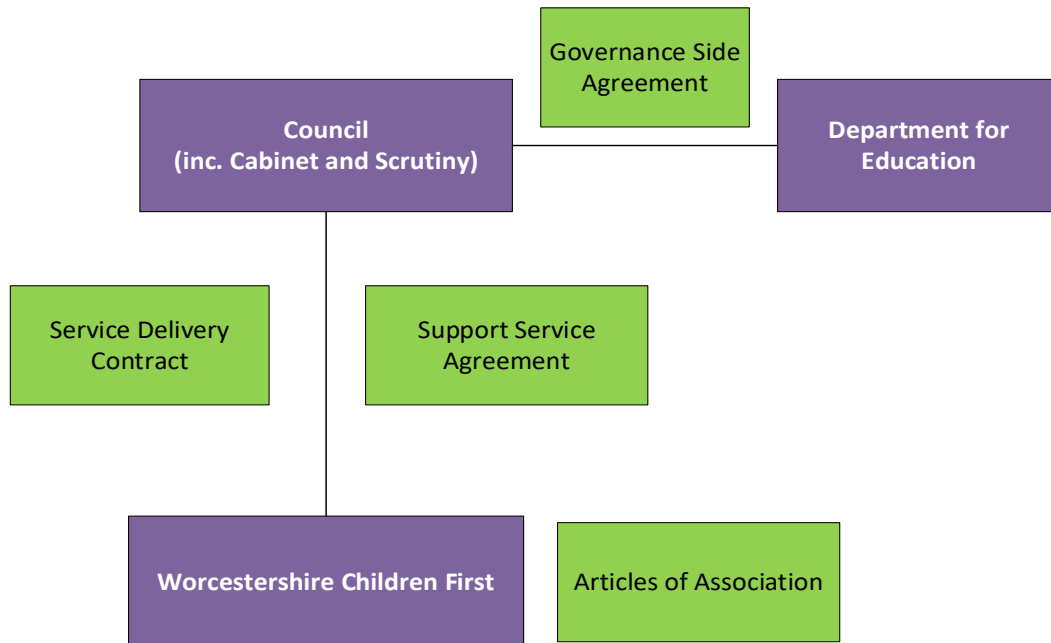 Governance Side
Agreement
Council
(inc. Cabinet and Scrutiny)
Department for
Education
Service Delivery
Contract
Support Service
Agreement
Worcestershire Children First
Articles of Association